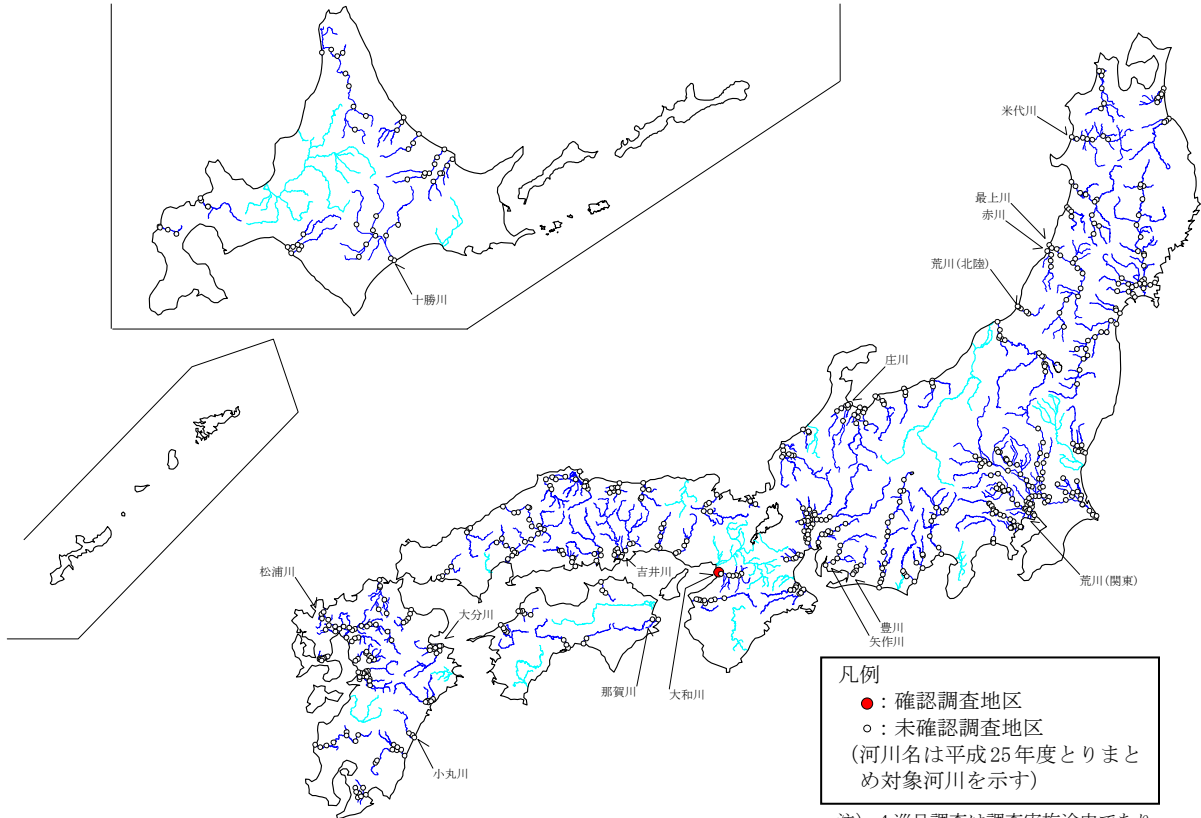 米代川
最上川
赤川
荒川(北陸)
十勝川
庄川
吉井川
荒川(関東)
松浦川
大分川
豊川
矢作川
那賀川
大和川
小丸川
凡例
●：確認調査地区
○：未確認調査地区
(河川名は平成25年度とりまと
め対象河川を示す)